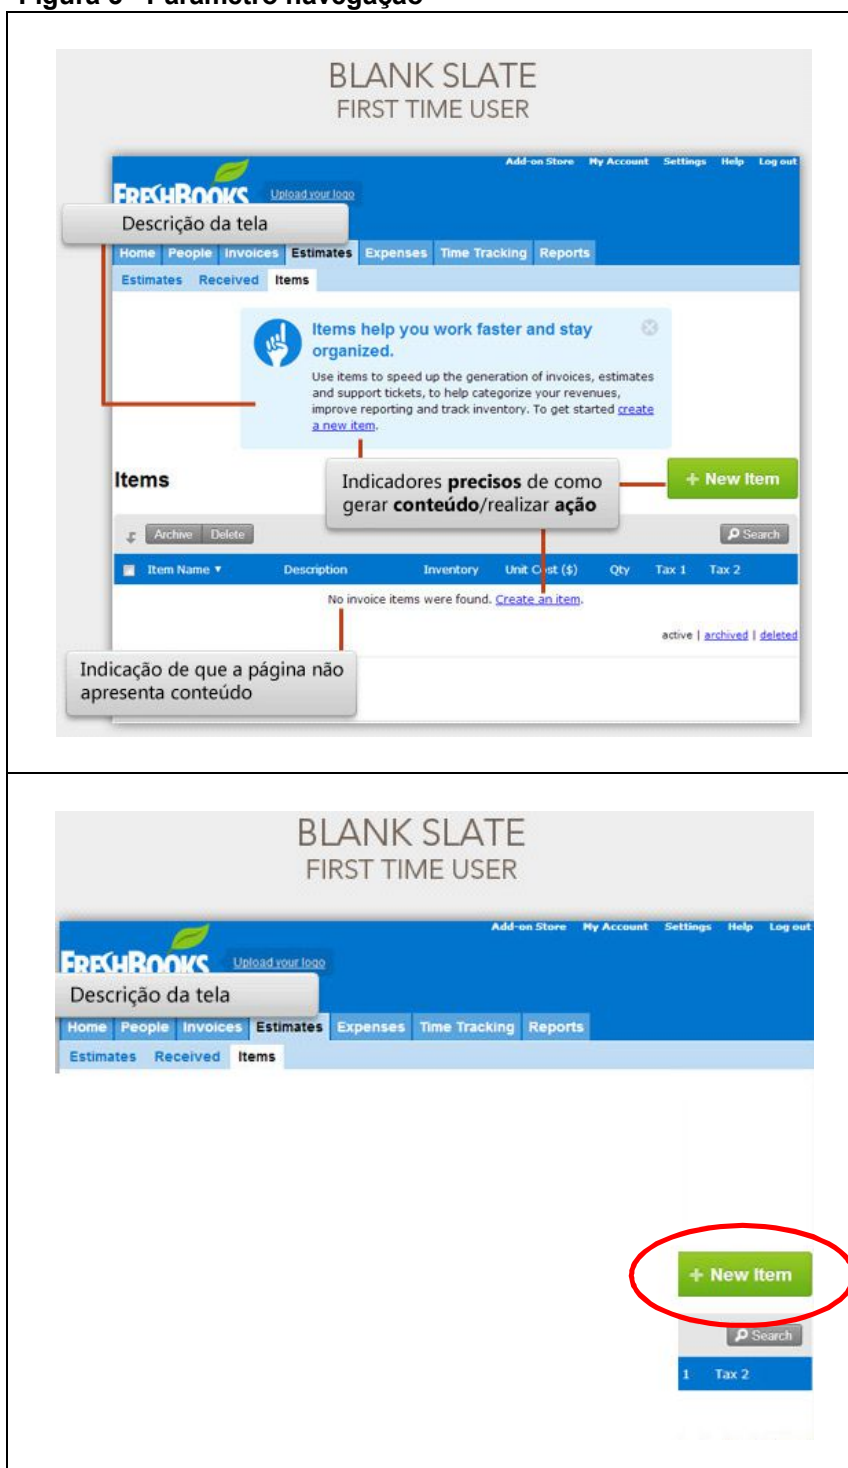 BLANK SLATE
FIRST TIME USER
Add-on Store My Account Settings Help Log out
FRESHBOOKS Upload your logo
Descrição da tela
Home People Invoices Estimates Expenses Time Tracking Reports
Estimates Received Items
Items help you work faster and stay
organized.
Use items to speed up the generation of invoices, estimates
and support tickets, to help categorize your revenues,
improve reporting and track inventory. To get started create
a new item.
Items
Indicadores precisos de como
gerar conteúdo/realizar ação
+ New Item
Archive Delete
Search
Item Name ▼ Description Inventory Unit Cost ($) Qty Tax 1 Tax 2
No invoice items were found. Create an item.
active | archived | deleted
Indicação de que a página não
apresenta conteúdo
BLANK SLATE
FIRST TIME USER
Add-on Store My Account Settings Help Log out
FRESHBOOKS Upload your logo
Descrição da tela
Home People Invoices Estimates Expenses Time Tracking Reports
Estimates Received Items
+ New Item
Search
1 Tax 2